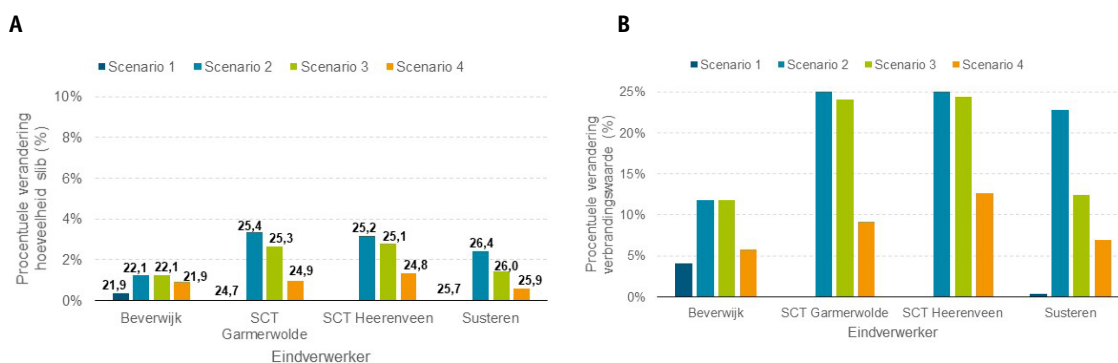 A
Scenario 1 Scenario 2 Scenario 3 Scenario 4
Procentuele verandering
hoeveelheid slib (%)
10%
8%
6%
4%
2%
0%
21,9 22,1 22,1 21,9
24,7 25,4 25,3 24,9
25,2 25,1 24,8
25,7 26,4 26,0 25,9
Beverwijk SCT SCT Heerenveen Susteren
Garmerwolde
Eindverwerker
B
Scenario 1 Scenario 2 Scenario 3 Scenario 4
Procentuele verandering
verbrandingswaarde (%)
25%
20%
15%
10%
5%
0%
Beverwijk SCT Garmerwolde SCT Heerenveen Susteren
Eindverwerker